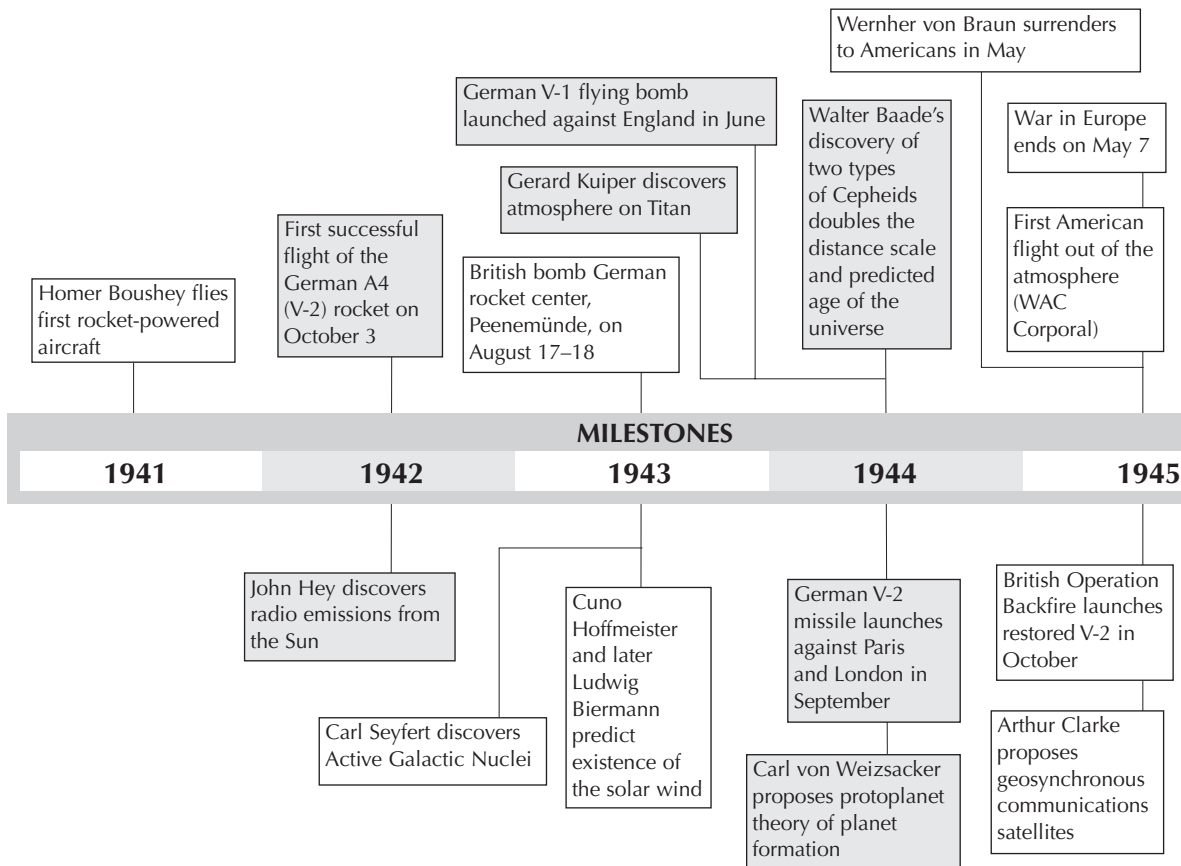 Wernher von Braun surrenders
to Americans in May
German V-1 flying bomb
launched against England in June
Walter Baade’s
discovery of
two types
of Cepheids
doubles the
distance scale
and predicted
age of the
universe
War in Europe
ends on May 7
Gerard Kuiper discovers
atmosphere on Titan
First American
flight out of the
atmosphere
(WAC
Corporal)
First successful
flight of the
German A4
(V-2) rocket on
October 3
British bomb German
rocket center,
Peenemünde, on
August 17–18
Homer Boushey flies
first rocket-powered
aircraft
MILESTONES
1941
1942
1943
1944
1945
John Hey discovers
radio emissions from
the Sun
Carl Seyfert discovers
Active Galactic Nuclei
Cuno
Hoffmeister
and later
Ludwig
Biermann
predict
existence of
the solar wind
German V-2
missile launches
against Paris
and London in
September
Carl von Weizsacker
proposes protoplanet
theory of planet
formation
British Operation
Backfire launches
restored V-2 in
October
Arthur Clarke
proposes
geosynchronous
communications
satellites